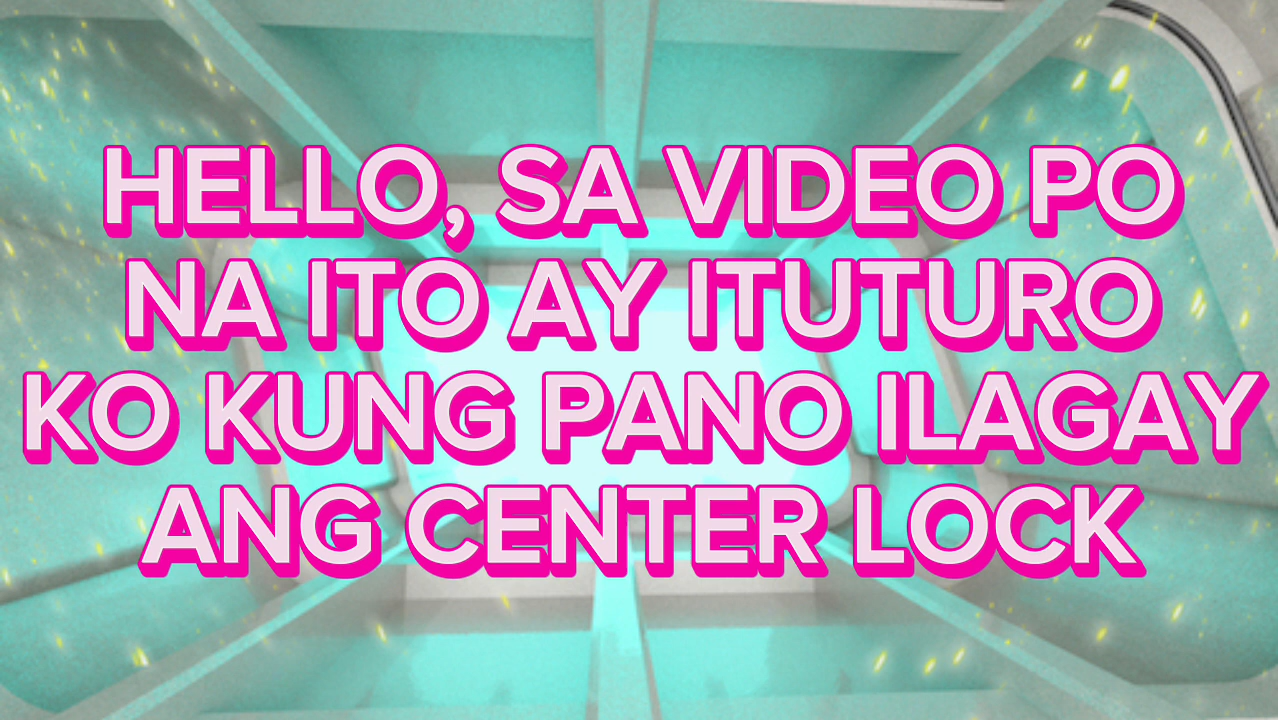 HELLO, SA VIDEO PO
NA ITO AY ITUTURO
KO KUNG PANO ILAGAY
ANG CENTER LOCK